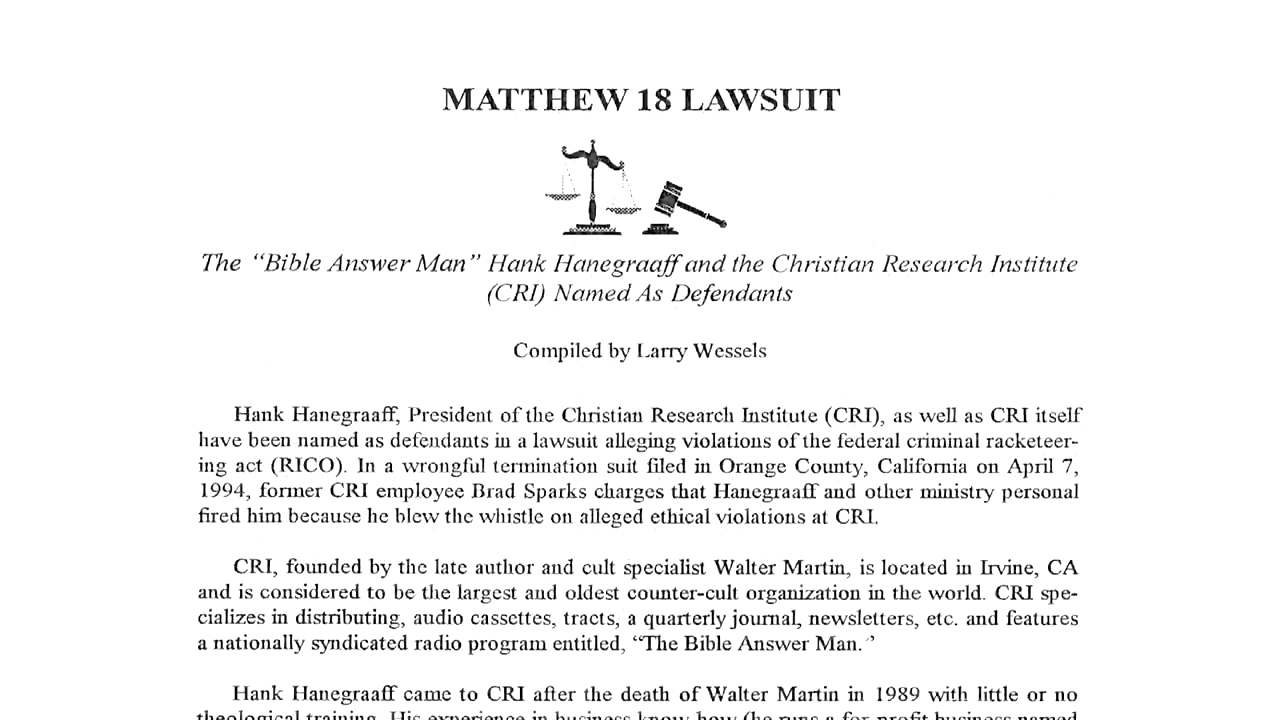 MATTHEW 18 LAWSUIT
The “Bible Answer Man” Hank Hanegraaff and the Christian Research Institute
(CRI) Named As Defendants
Compiled by Larry Wessels
Hank Hanegraaff, President of the Christian Research Institute (CRI), as well as CRI itself
have been named as defendants in a lawsuit alleging violations of the federal criminal racketeer-
ing act (RICO). In a wrongful termination suit filed in Orange County, California on April 7,
1994, former CRI employee Brad Sparks charges that Hanegraaff and other ministry personal
fired him because he blew the whistle on alleged ethical violations at CRI.
CRI, founded by the late author and cult specialist Walter Martin, is located in Irvine, CA
and is considered to be the largest and oldest counter-cult organization in the world. CRI spe-
cializes in distributing, audio cassettes, tracts, a quarterly journal, newsletters, etc. and features
a nationally syndicated radio program entitled, “The Bible Answer Man.”
Hank Hanegraaff came to CRI after the death of Walter Martin in 1989 with little or no
theological training. His experience in business know how (he runs a for-profit business named